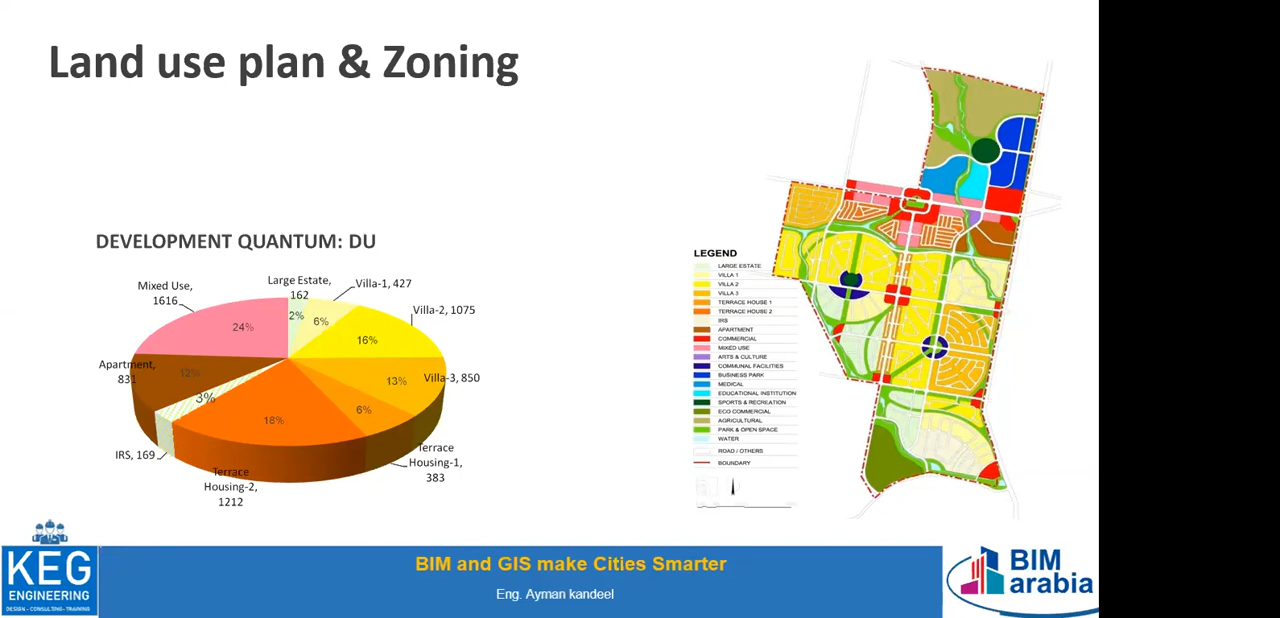 Land use plan & Zoning
DEVELOPMENT QUANTUM: DU
Mixed Use,
1616
24%
Large Estate,
162
2%
Villa-1, 427
6%
Villa-2, 1075
16%
Villa-3, 850
13%
Terrace
Housing-1,
383
6%
Terrace
Housing-2,
1212
18%
IRS, 169
3%
Apartment,
831
12%
LEGEND
LARGE ESTATE
VILLA 1
VILLA 2
VILLA 3
TERRACE HOUSE 1
TERRACE HOUSE 2
IRS
APARTMENT
COMMERCIAL
MIXED USE
ARTS & CULTURE
COMMUNAL FACILITIES
BUSINESS PARK
MEDICAL
EDUCATIONAL INSTITUTION
SPORTS & RECREATION
ECO COMMERCIAL
AGRICULTURAL
PARK & OPEN SPACE
WATER
ROAD / OTHERS
BOUNDARY
KEG
ENGINEERING
DESIGN - CONSULTING - TRAINING
BIM and GIS make Cities Smarter
Eng. Ayman kandeel
BIM
arabia